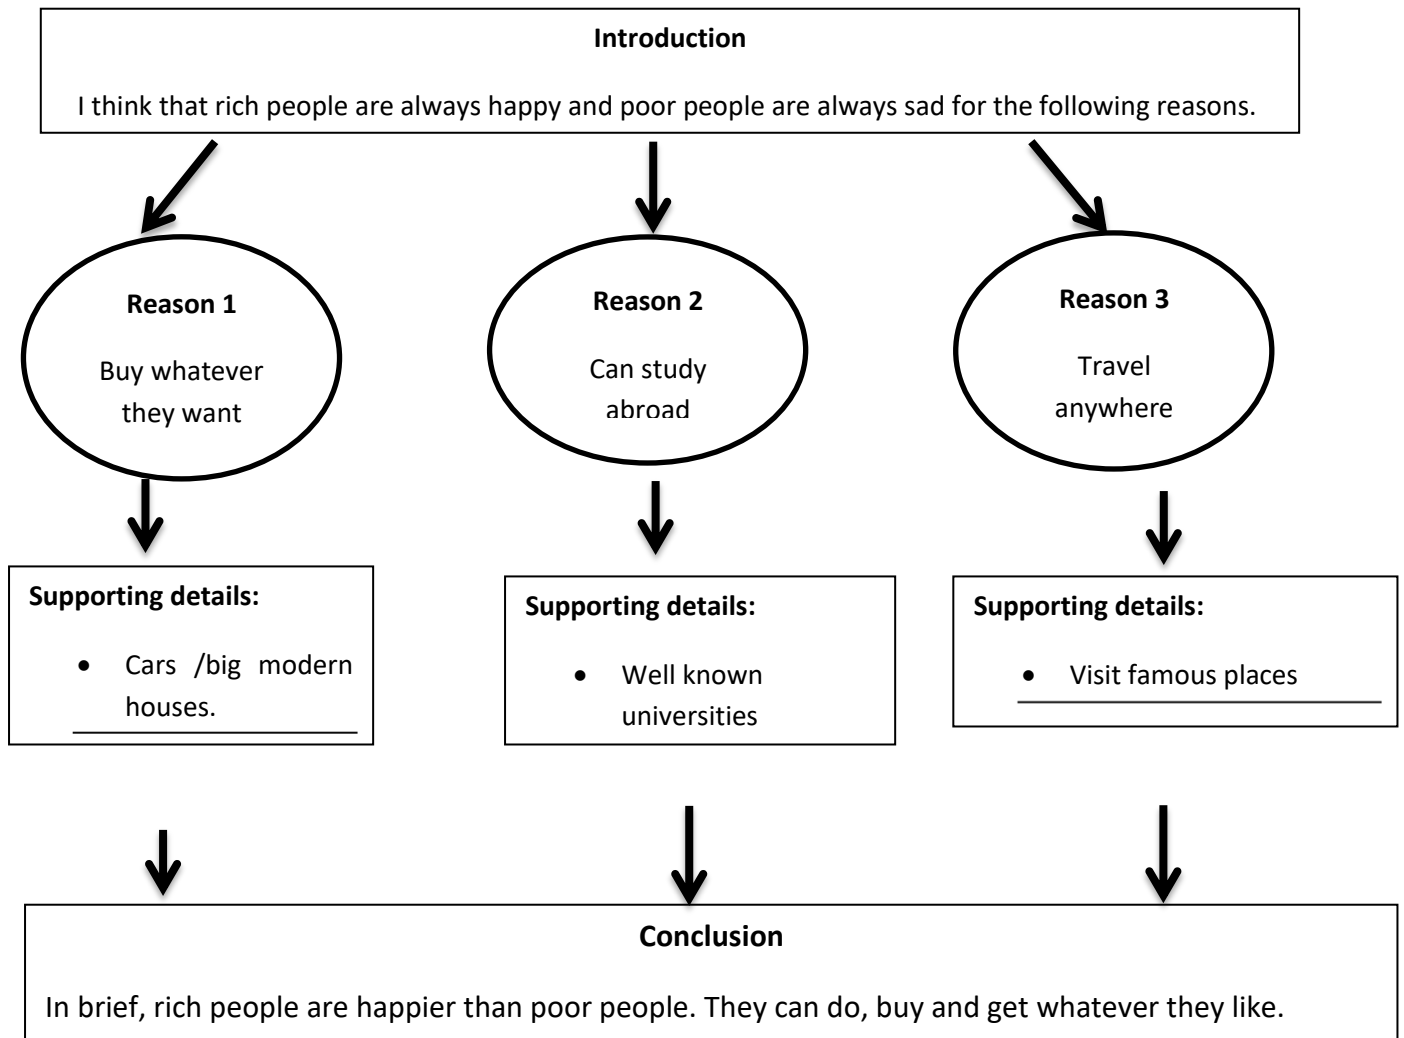 Introduction
I think that rich people are always happy and poor people are always sad for the following reasons.
Reason 1
Buy whatever
they want
Reason 2
Can study
abroad
Reason 3
Travel
anywhere
Supporting details:
• Cars /big modern
houses.
Supporting details:
• Well known
universities
Supporting details:
• Visit famous places
Conclusion
In brief, rich people are happier than poor people. They can do, buy and get whatever they like.